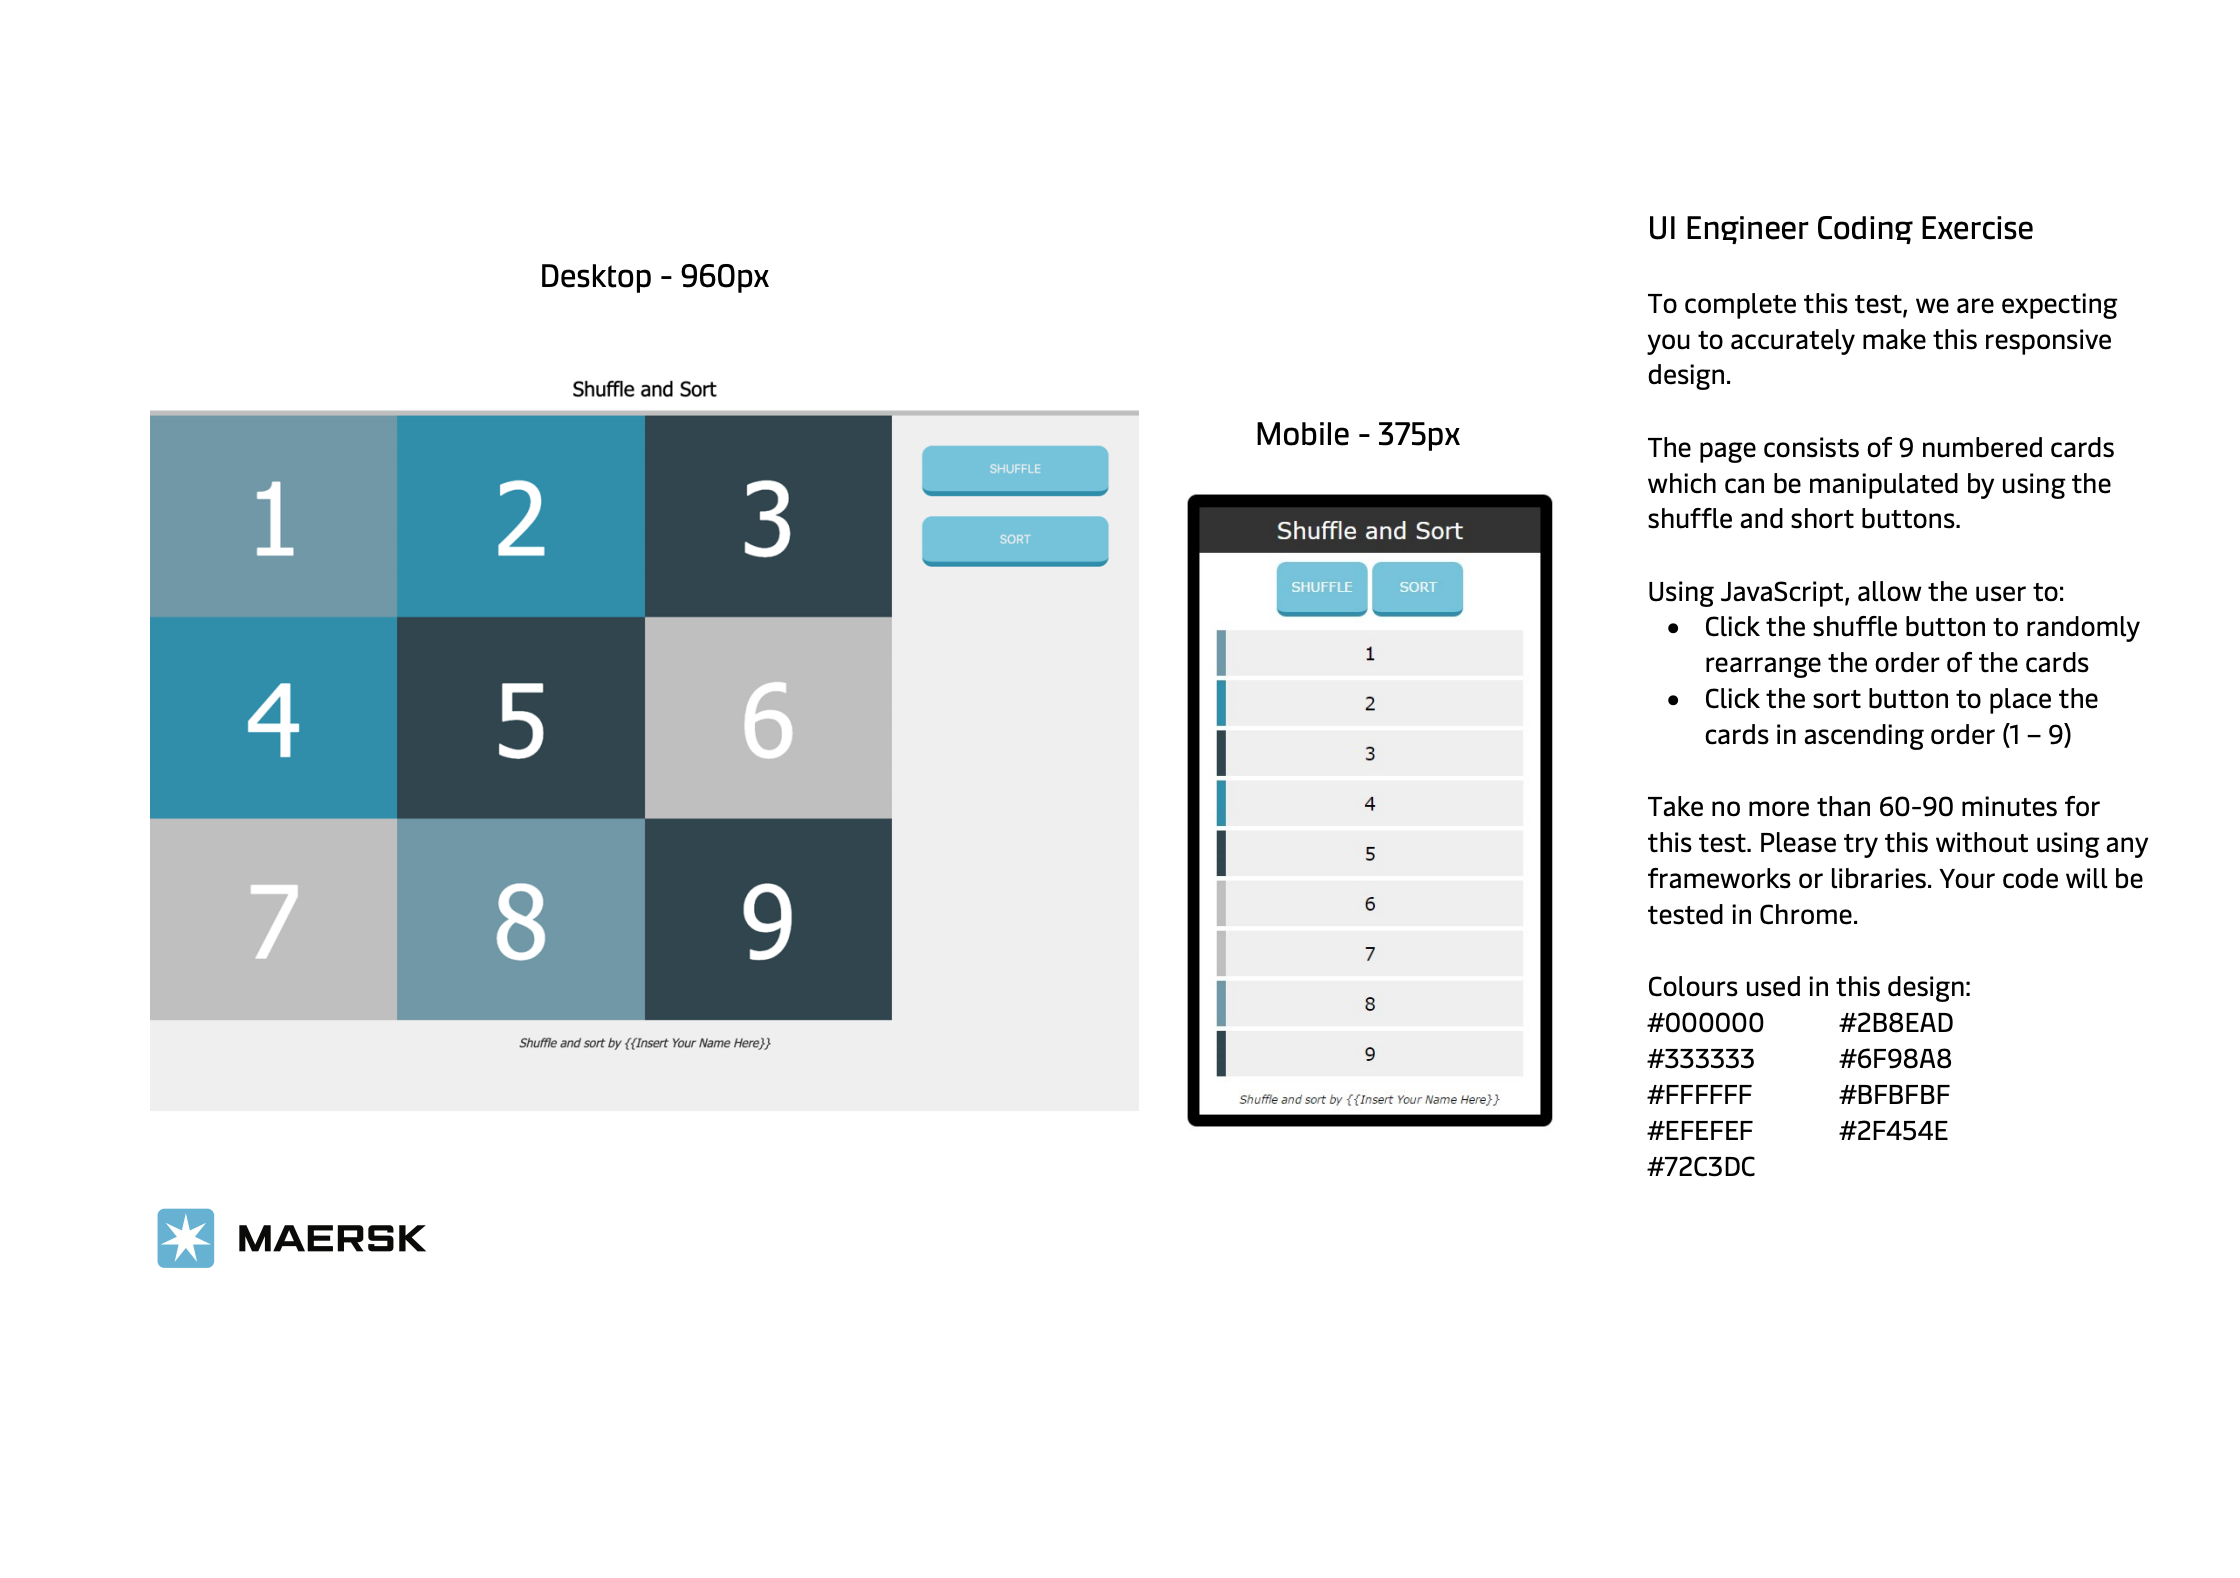 Desktop - 960px
Shuffle and Sort
1
2
3
SHUFFLE
SORT
4
5
6
7
8
9
Shuffle and sort by {{Insert Your Name Here}}
Mobile - 375px
Shuffle and Sort
SHUFFLE
SORT
1
2
3
4
5
6
7
8
9
Shuffle and sort by {{Insert Your Name Here}}
UI Engineer Coding Exercise
To complete this test, we are expecting
you to accurately make this responsive
design.
The page consists of 9 numbered cards
which can be manipulated by using the
shuffle and short buttons.
Using JavaScript, allow the user to:
• Click the shuffle button to randomly
rearrange the order of the cards
• Click the sort button to place the
cards in ascending order (1 – 9)
Take no more than 60-90 minutes for
this test. Please try this without using any
frameworks or libraries. Your code will be
tested in Chrome.
Colours used in this design:
#000000 #2B8EAD
#333333 #6F98A8
#FFFFFF #BFBFBF
#EFEFEF #2F454E
#72C3DC
MAERSK